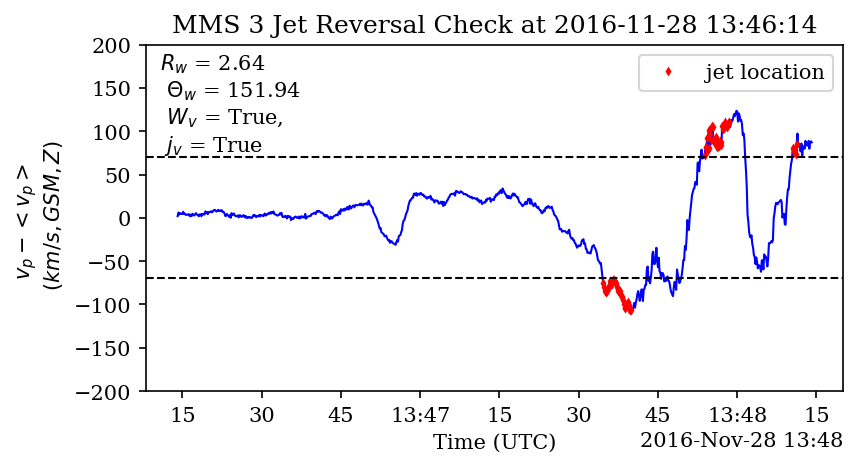 MMS 3 Jet Reversal Check at 2016-11-28 13:46:14
R_w = 2.64
Θ_w = 151.94
W_v = True,
j_v = True
jet location
v_p − < v_p >
(km/s, GSM, Z)
200
150
100
50
0
−50
−100
−150
−200
15 30 45 13:47 15 30 45 13:48 15
Time (UTC)
2016-Nov-28 13:48